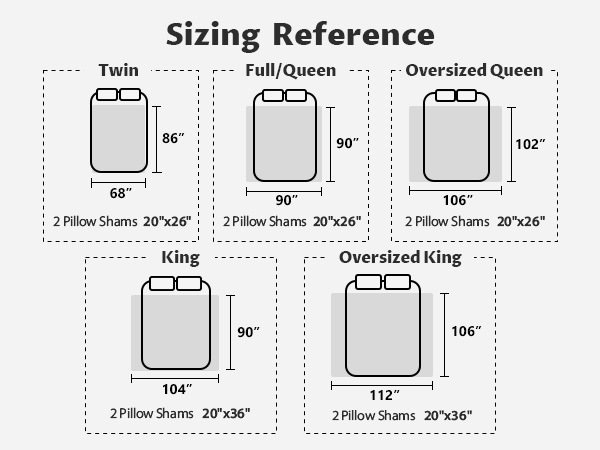 Sizing Reference
Twin
86”
68”
2 Pillow Shams 20"x26"
Full/Queen
90”
90”
2 Pillow Shams 20"x26"
Oversized Queen
102”
106”
2 Pillow Shams 20"x26"
King
90”
104”
2 Pillow Shams 20"x36"
Oversized King
106”
112”
2 Pillow Shams 20"x36"